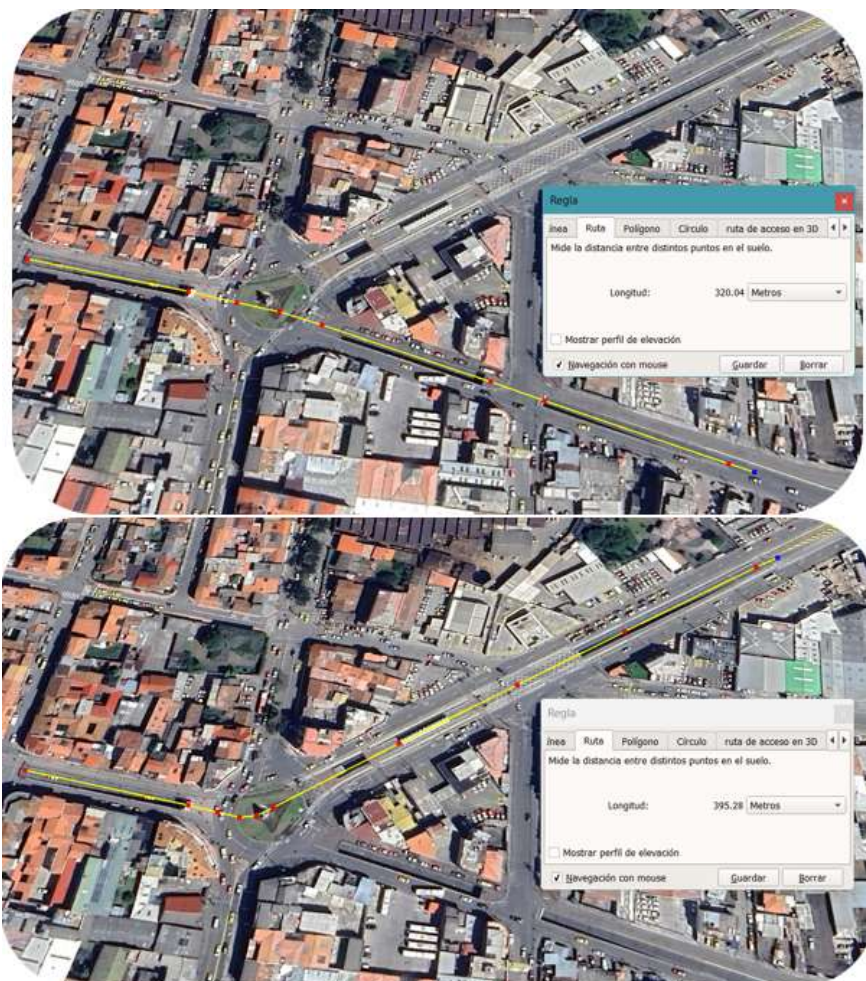 Regla
ínea Ruta Polígono Círculo ruta de acceso en 3D
Mide la distancia entre distintos puntos en el suelo.
Longitud: 320.04 Metros
Mostrar perfil de elevación
Navegación con mouse Guardar Borrar
Regla
ínea Ruta Polígono Círculo ruta de acceso en 3D
Mide la distancia entre distintos puntos en el suelo.
Longitud: 395.28 Metros
Mostrar perfil de elevación
Navegación con mouse Guardar Borrar